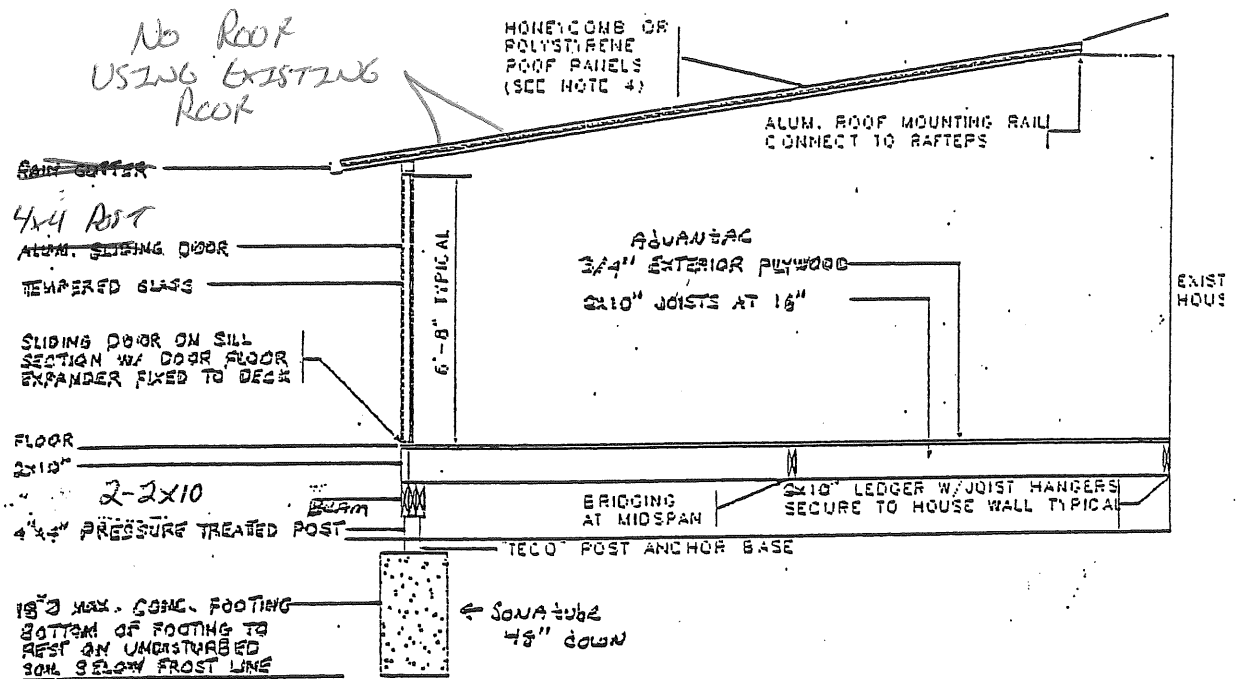 NO ROOF
USING EXISTING
ROOF
HONEYCOMB OR
POLYSTYRENE
ROOF PANELS
(SEE NOTE 4)
ALUM. ROOF MOUNTING RAIL
CONNECT TO RAFTERS
RAIN GUTTER
4x4 POST
ALUM. SLIDING DOOR
TEMPERED GLASS
6'-8" TYPICAL
ADVANTAC
3/4" EXTERIOR PLYWOOD
2X10" JOISTS AT 16"
EXIST
HOUS
SLIDING DOOR ON SILL
SECTION W/ DOOR FLOOR
EXPANDER FIXED TO DECK
FLOOR
2x10"
2-2x10
BEAM
4"x4" PRESSURE TREATED POST
BRIDGING
AT MIDSPAN
2x10" LEDGER W/JOIST HANGERS
SECURE TO HOUSE WALL TYPICAL
"TECO" POST ANCHOR BASE
MAX. CONC. FOOTING
BOTTOM OF FOOTING TO
REST ON UNDISTURBED
SOIL BELOW FROST LINE
SONATUBE
48" DOWN